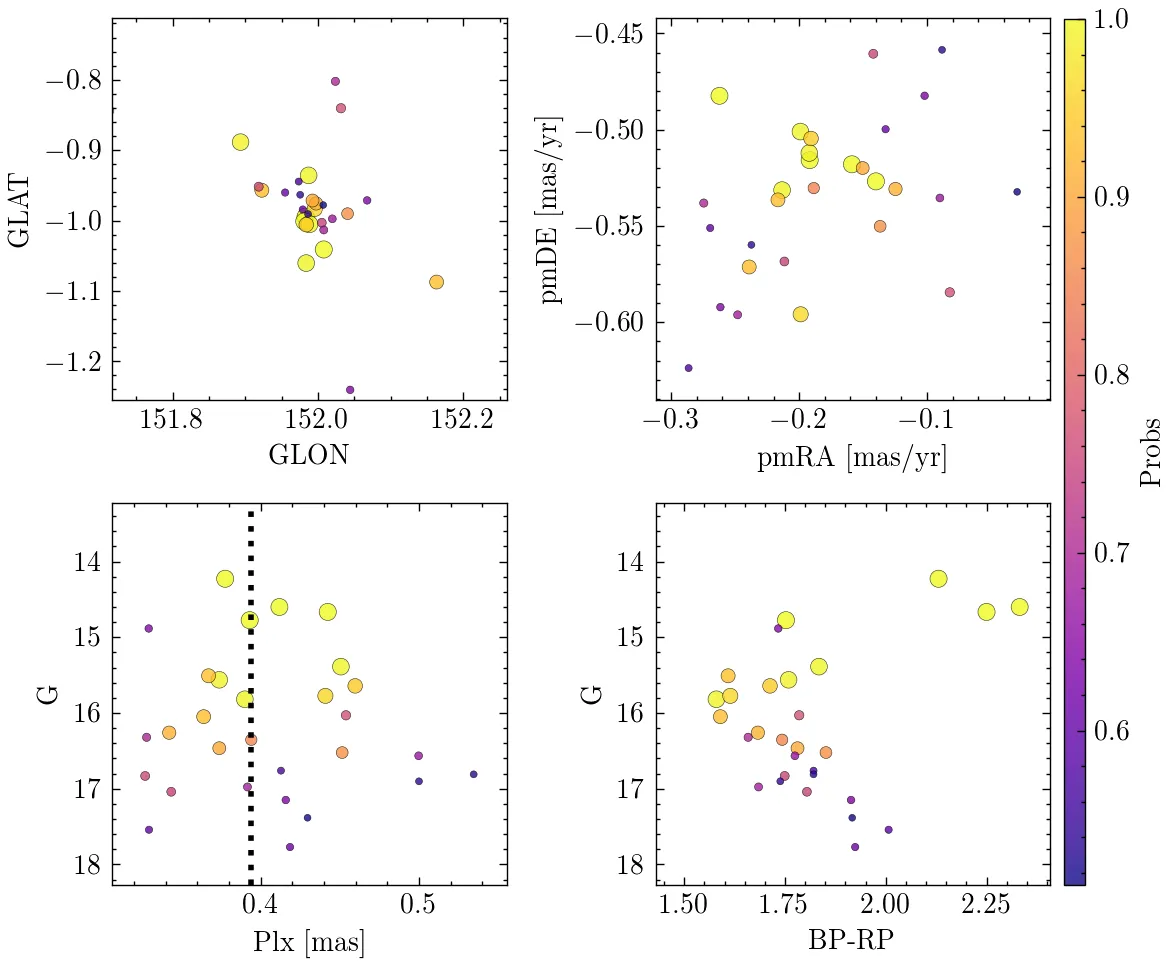 −0.8
−0.9
−1.0
−1.1
−1.2
GLAT
151.8 152.0 152.2
GLON
−0.45
−0.50
−0.55
−0.60
pmDE [mas/yr]
−0.3 −0.2 −0.1
pmRA [mas/yr]
14
15
16
17
18
G
0.4 0.5
Plx [mas]
14
15
16
17
18
G
1.50 1.75 2.00 2.25
BP-RP
1.0
0.9
0.8
0.7
0.6
Probs